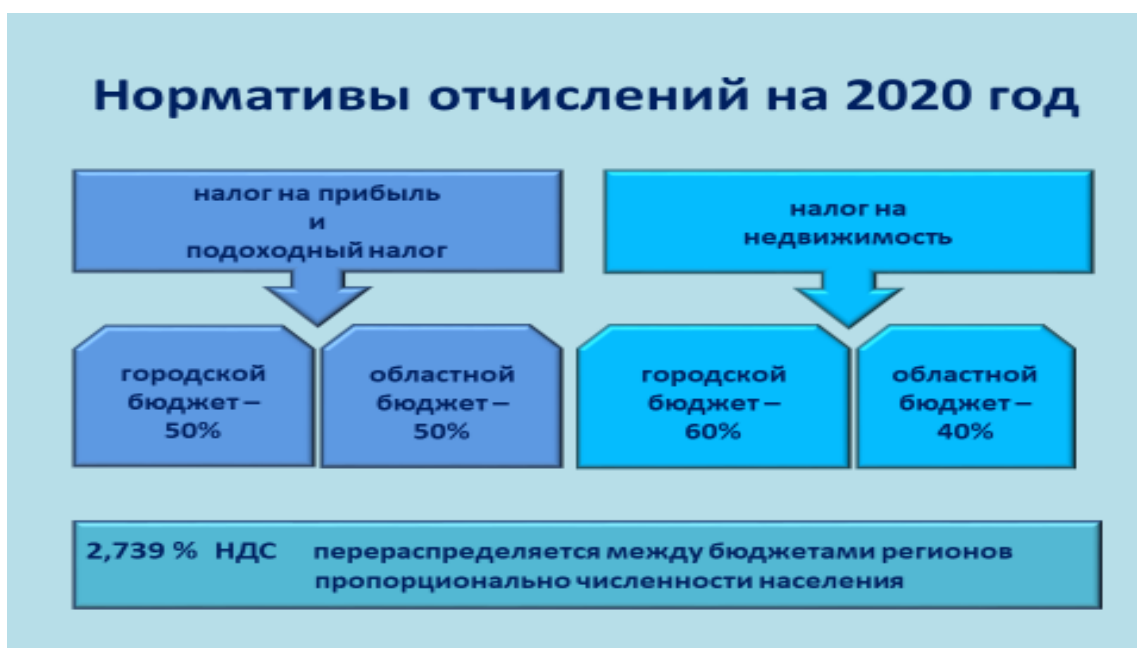 Нормативы отчислений на 2020 год
налог на прибыль
и
подоходный налог
налог на
недвижимость
городской
бюджет –
50%
областной
бюджет –
50%
городской
бюджет –
60%
областной
бюджет –
40%
2,739 % НДС перераспределяется между бюджетами регионов
пропорционально численности населения